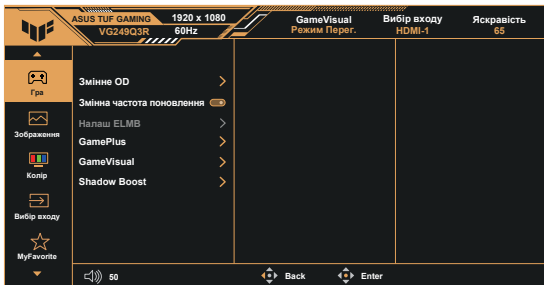 ASUS TUF GAMING
VG249Q3R
1920 x 1080
60Hz
GameVisual
Режим Перег.
Вибір входу
HDMI-1
Яскравість
65
Гра
Зображення
Колір
Вибір входу
MyFavorite
Змінне OD
Змінна частота поновлення
Налаш ELMB
GamePlus
GameVisual
Shadow Boost
50
Back
Enter